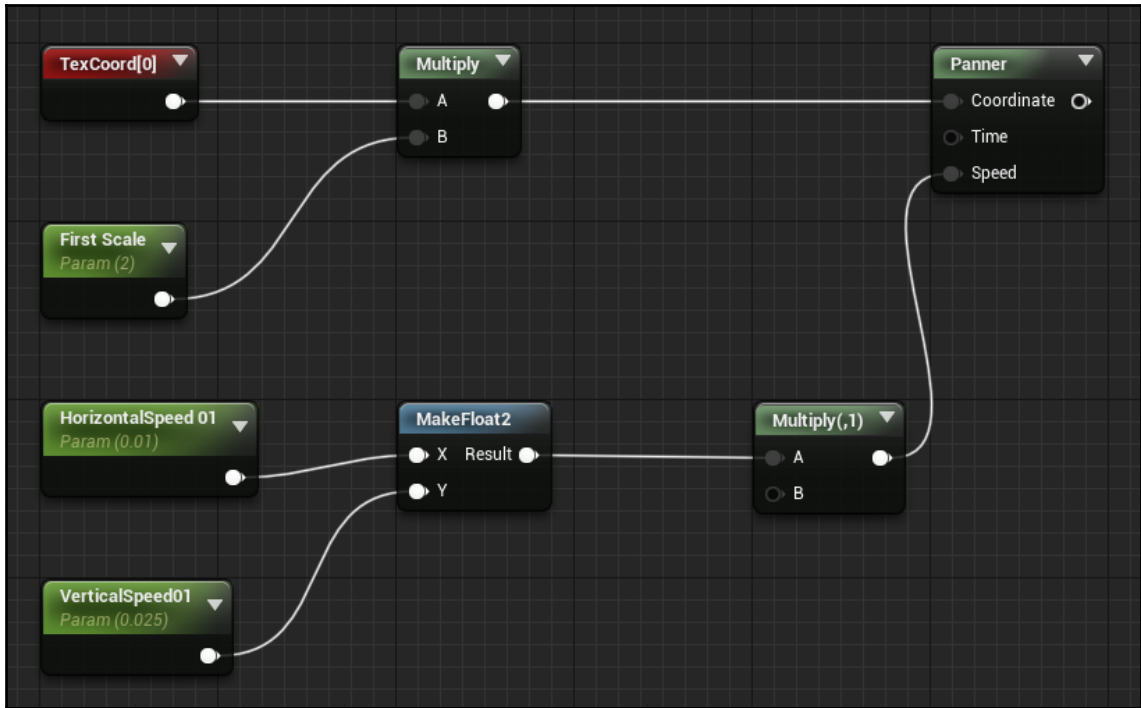 TexCoord[0]
Multiply
A
B
Panner
Coordinate
Time
Speed
First Scale
Param (2)
HorizontalSpeed 01
Param (0.01)
MakeFloat2
X Result
Y
Multiply(,1)
A
B
VerticalSpeed01
Param (0.025)